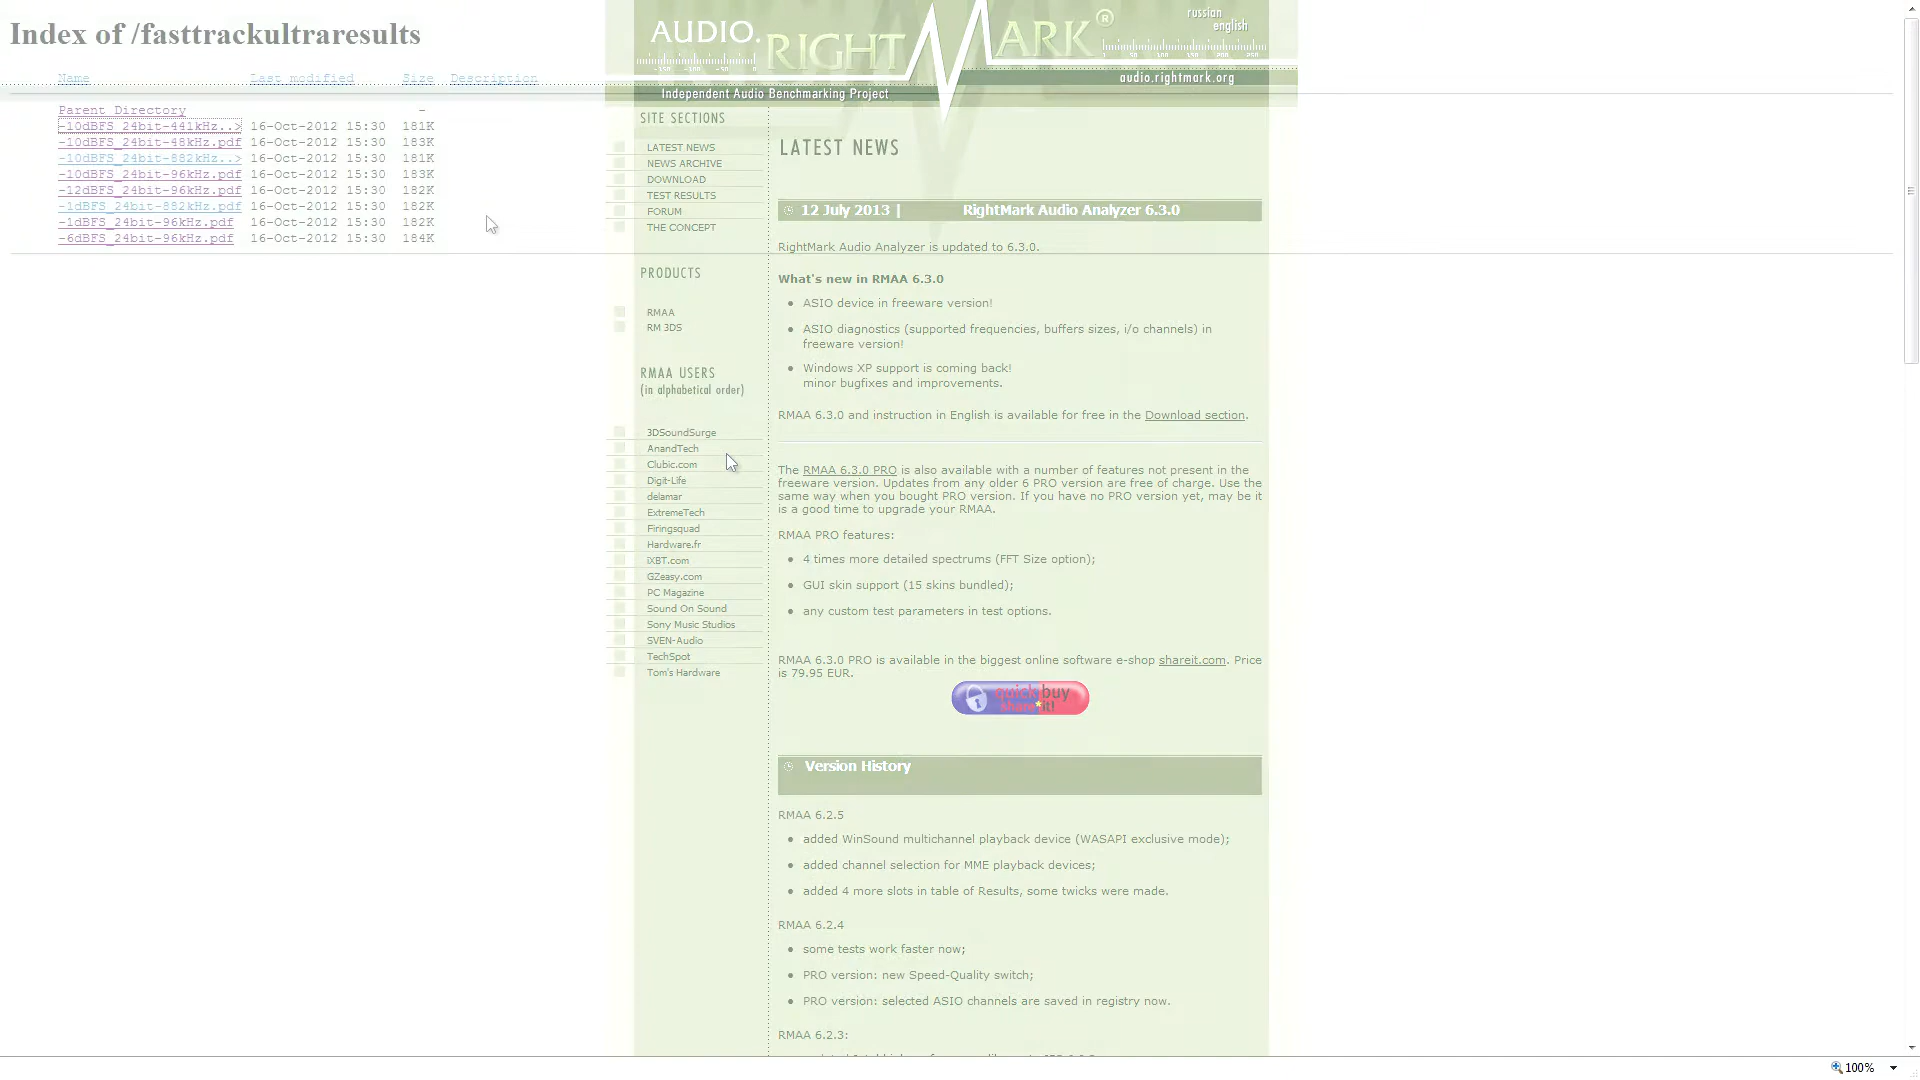 Index of /fasttrackultraresults
Name Last modified Size Description
Parent Directory -
-10dBFS_24bit-441kHz..> 16-Oct-2012 15:30 181K
-10dBFS_24bit-48kHz.pdf 16-Oct-2012 15:30 183K
-10dBFS_24bit-882kHz..> 16-Oct-2012 15:30 181K
-10dBFS_24bit-96kHz.pdf 16-Oct-2012 15:30 183K
-12dBFS_24bit-96kHz.pdf 16-Oct-2012 15:30 182K
-1dBFS_24bit-882kHz.pdf 16-Oct-2012 15:30 182K
-1dBFS_24bit-96kHz.pdf 16-Oct-2012 15:30 182K
-6dBFS_24bit-96kHz.pdf 16-Oct-2012 15:30 184K
AUDIO. RIGHTMARK ®
russian
english
audio.rightmark.org
Independent Audio Benchmarking Project
SITE SECTIONS
LATEST NEWS
NEWS ARCHIVE
DOWNLOAD
TEST RESULTS
FORUM
THE CONCEPT
PRODUCTS
RMAA
RM 3DS
RMAA USERS
(in alphabetical order)
3DSoundSurge
AnandTech
Clubic.com
Digit-Life
delamar
ExtremeTech
Firingsquad
Hardware.fr
iXBT.com
GZeasy.com
PC Magazine
Sound On Sound
Sony Music Studios
SVEN-Audio
TechSpot
Tom's Hardware
LATEST NEWS
12 July 2013 | RightMark Audio Analyzer 6.3.0
RightMark Audio Analyzer is updated to 6.3.0.
What's new in RMAA 6.3.0
• ASIO device in freeware version!
• ASIO diagnostics (supported frequencies, buffers sizes, i/o channels) in
freeware version!
• Windows XP support is coming back!
minor bugfixes and improvements.
RMAA 6.3.0 and instruction in English is available for free in the Download section.
The RMAA 6.3.0 PRO is also available with a number of features not present in the
freeware version. Updates from any older 6 PRO version are free of charge. Use the
same way when you bought PRO version. If you have no PRO version yet, may be it
is a good time to upgrade your RMAA.
RMAA PRO features:
• 4 times more detailed spectrums (FFT Size option);
• GUI skin support (15 skins bundled);
• any custom test parameters in test options.
RMAA 6.3.0 PRO is available in the biggest online software e-shop shareit.com. Price
is 79.95 EUR.
quick buy
share it!
Version History
RMAA 6.2.5
• added WinSound multichannel playback device (WASAPI exclusive mode);
• added channel selection for MME playback devices;
• added 4 more slots in table of Results, some twicks were made.
RMAA 6.2.4
• some tests work faster now;
• PRO version: new Speed-Quality switch;
• PRO version: selected ASIO channels are saved in registry now.
RMAA 6.2.3:
100%